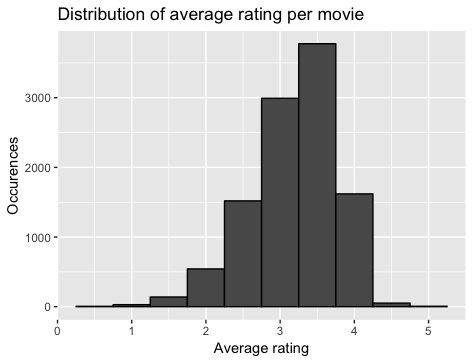 Distribution of average rating per movie
Occurences
3000
2000
1000
0
0 1 2 3 4 5
Average rating